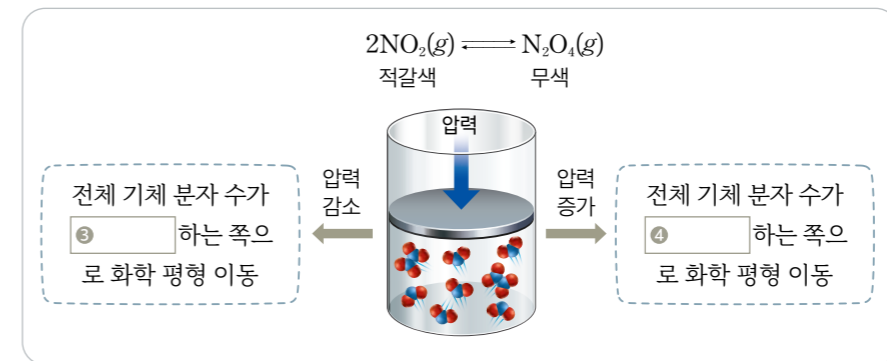 2NO₂(g) ⇄ N₂O₄(g)
적갈색 무색
압력
압력
감소
전체 기체 분자 수가
❸ 하는 쪽으
로 화학 평형 이동
압력
증가
전체 기체 분자 수가
❹ 하는 쪽으
로 화학 평형 이동